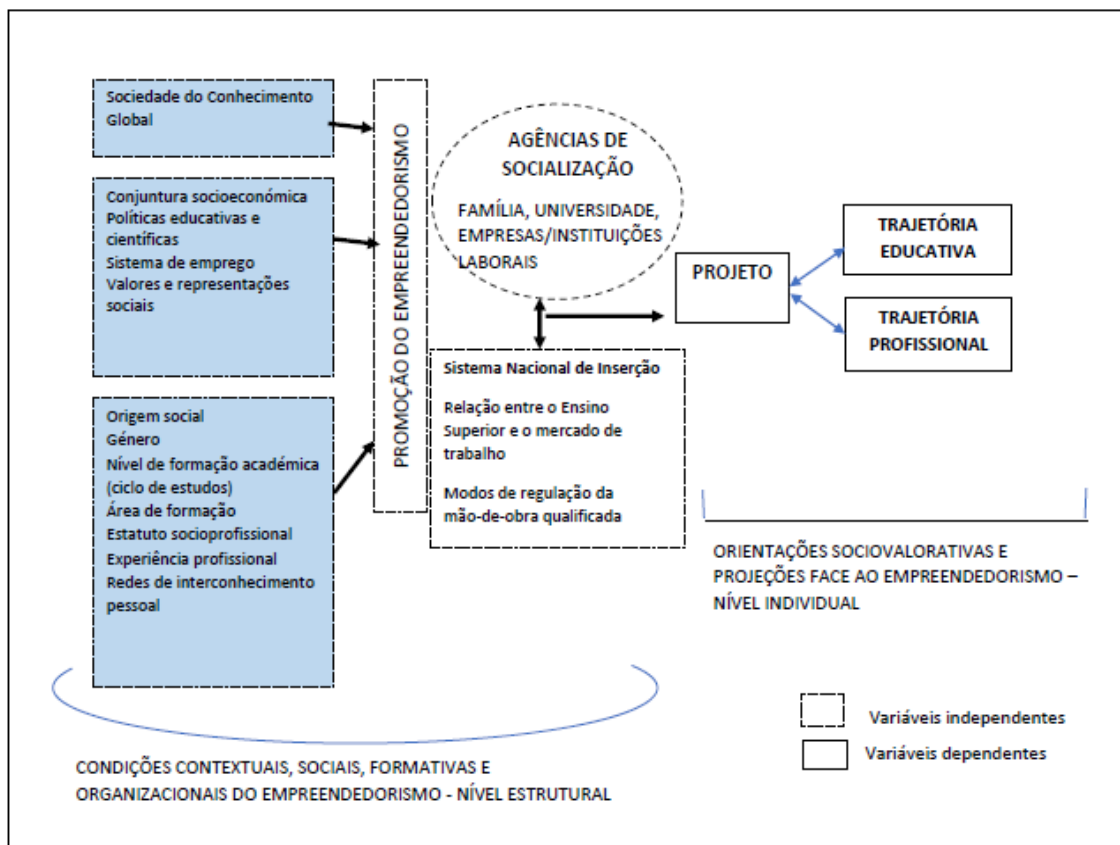 Sociedade do Conhecimento
Global
Conjuntura socioeconómica
Políticas educativas e
científicas
Sistema de emprego
Valores e representações
sociais
Origem social
Género
Nível de formação académica
(ciclo de estudos)
Área de formação
Estatuto socioprofissional
Experiência profissional
Redes de interconhecimento
pessoal
PROMOÇÃO DO EMPREENDEDORISMO
AGÊNCIAS DE
SOCIALIZAÇÃO
FAMÍLIA, UNIVERSIDADE,
EMPRESAS/INSTITUIÇÕES
LABORAIS
Sistema Nacional de Inserção
Relação entre o Ensino
Superior e o mercado de
trabalho
Modos de regulação da
mão-de-obra qualificada
PROJETO
TRAJETÓRIA
EDUCATIVA
TRAJETÓRIA
PROFISSIONAL
ORIENTAÇÕES SOCIOVALORATIVAS E
PROJEÇÕES FACE AO EMPREENDEDORISMO –
NÍVEL INDIVIDUAL
Variáveis independentes
Variáveis dependentes
CONDIÇÕES CONTEXTUAIS, SOCIAIS, FORMATIVAS E
ORGANIZACIONAIS DO EMPREENDEDORISMO - NÍVEL ESTRUTURAL